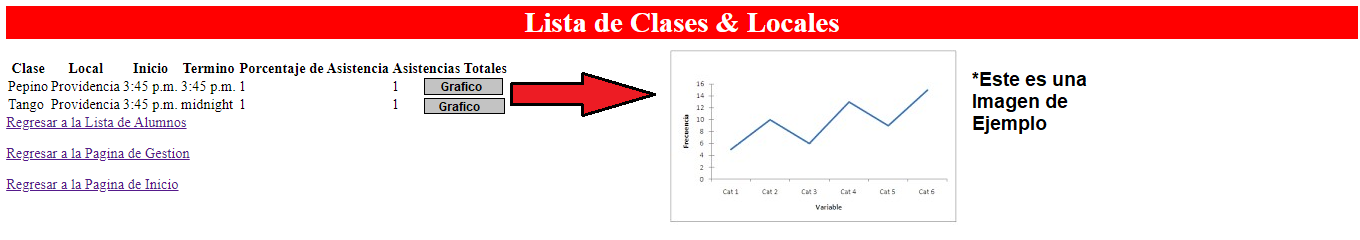 Lista de Clases & Locales
Clase Local Inicio Termino Porcentaje de Asistencia Asistencias Totales
Pepino Providencia 3:45 p.m. 3:45 p.m. 1 1 Grafico
Tango Providencia 3:45 p.m. midnight 1 1 Grafico
Regresar a la Lista de Alumnos
Regresar a la Pagina de Gestion
Regresar a la Pagina de Inicio
16
14
12
10
8
6
4
2
0
Frecuencia
Cat 1 Cat 2 Cat 3 Cat 4 Cat 5 Cat 6
Variable
*Este es una
Imagen de
Ejemplo